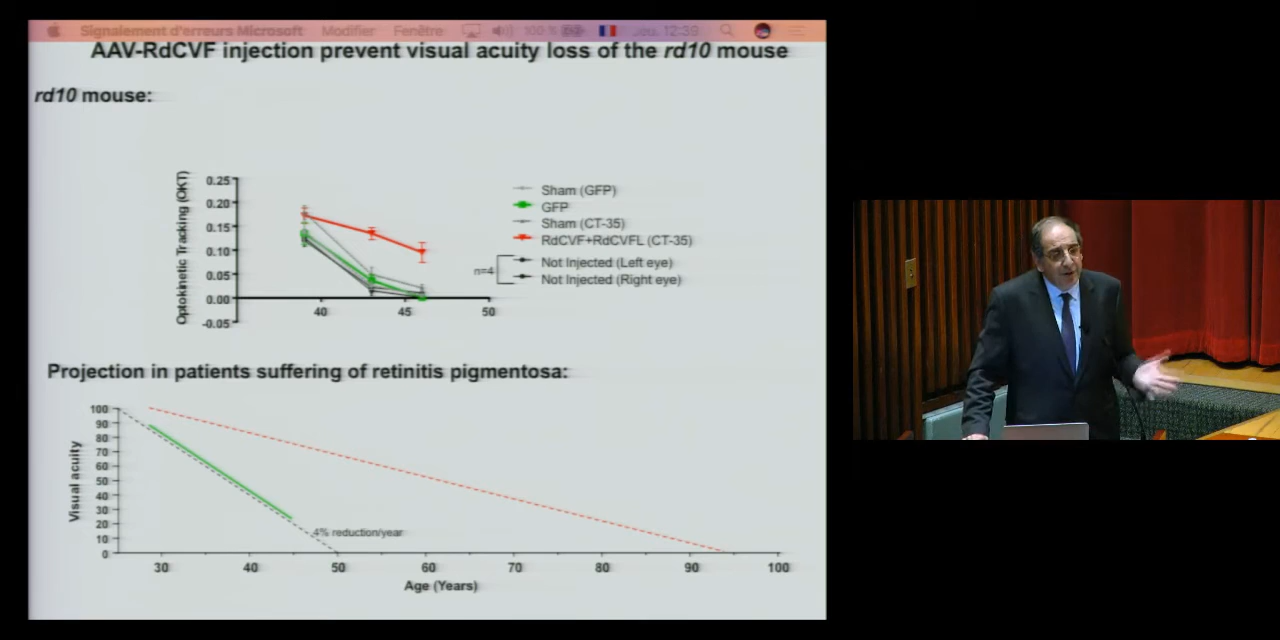 Signalement d'erreurs Microsoft Modifier Fenêtre 100 % Jeu. 12:39
AAV-RdCVF injection prevent visual acuity loss of the rd10 mouse
rd10 mouse:
Optokinetic Tracking (OKT)
0.25
0.20
0.15
0.10
0.05
0.00
-0.05
40 45 50
Sham (GFP)
GFP
Sham (CT-35)
RdCVF+RdCVFL (CT-35)
n=4
Not Injected (Left eye)
Not Injected (Right eye)
Projection in patients suffering of retinitis pigmentosa:
Visual acuity
100
90
80
70
60
50
40
30
20
10
0
4% reduction/year
30 40 50 60 70 80 90 100
Age (Years)